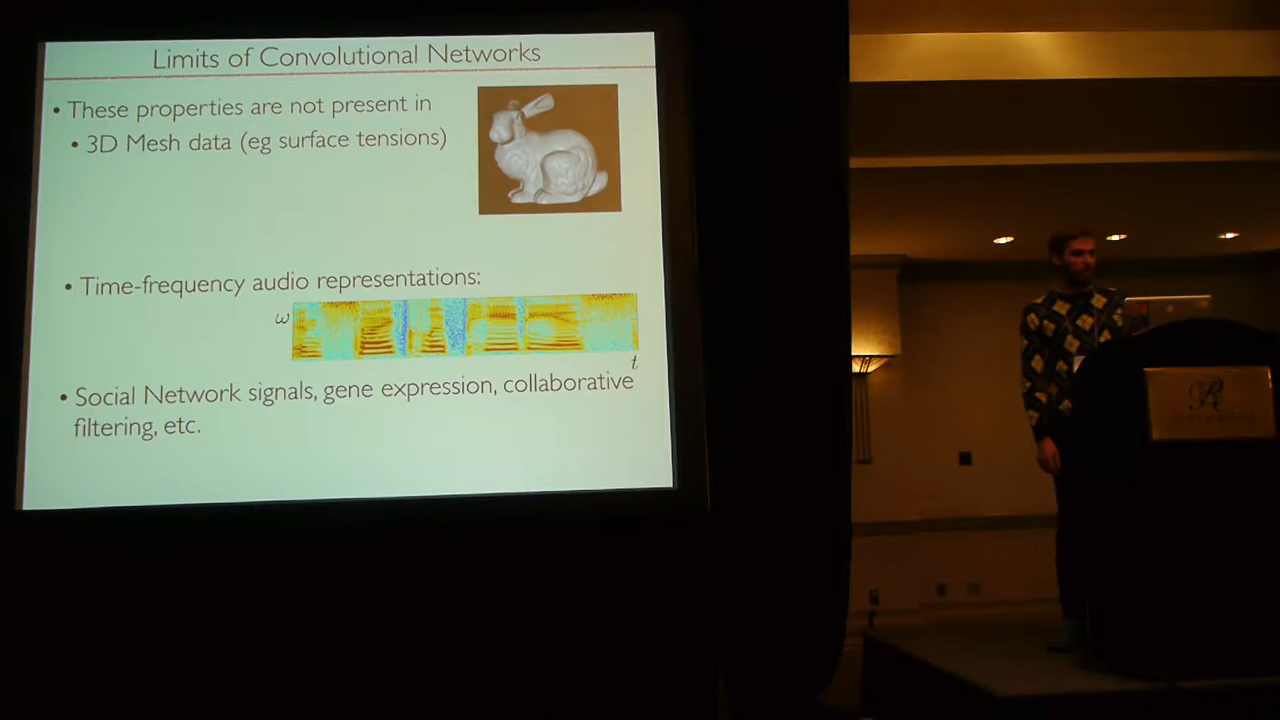 Limits of Convolutional Networks
• These properties are not present in
• 3D Mesh data (eg surface tensions)
• Time-frequency audio representations:
ω
t
• Social Network signals, gene expression, collaborative
filtering, etc.